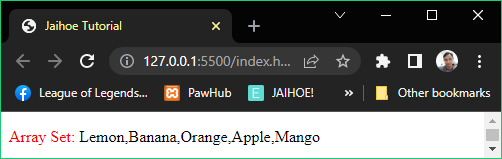 Jaihoe Tutorial
127.0.0.1:5500/index.h...
League of Legends... PawHub JAIHOE! » Other bookmarks
Array Set: Lemon,Banana,Orange,Apple,Mango